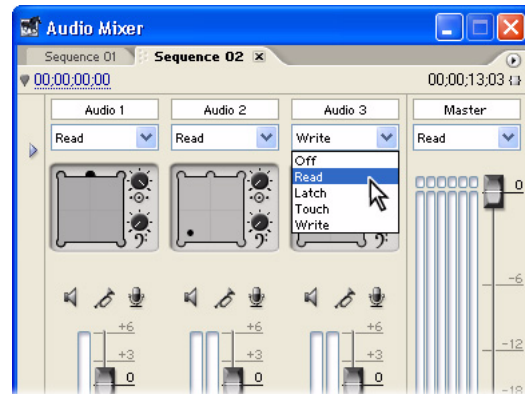 Audio Mixer
Sequence 01 Sequence 02
00;00;00;00 00;00;13;03
Audio 1 Audio 2 Audio 3 Master
Read Read Write Read
Off
Read
Latch
Touch
Write
0
-6
+6 +6 +6
+3 +3 +3
-12
0 0 0
-18